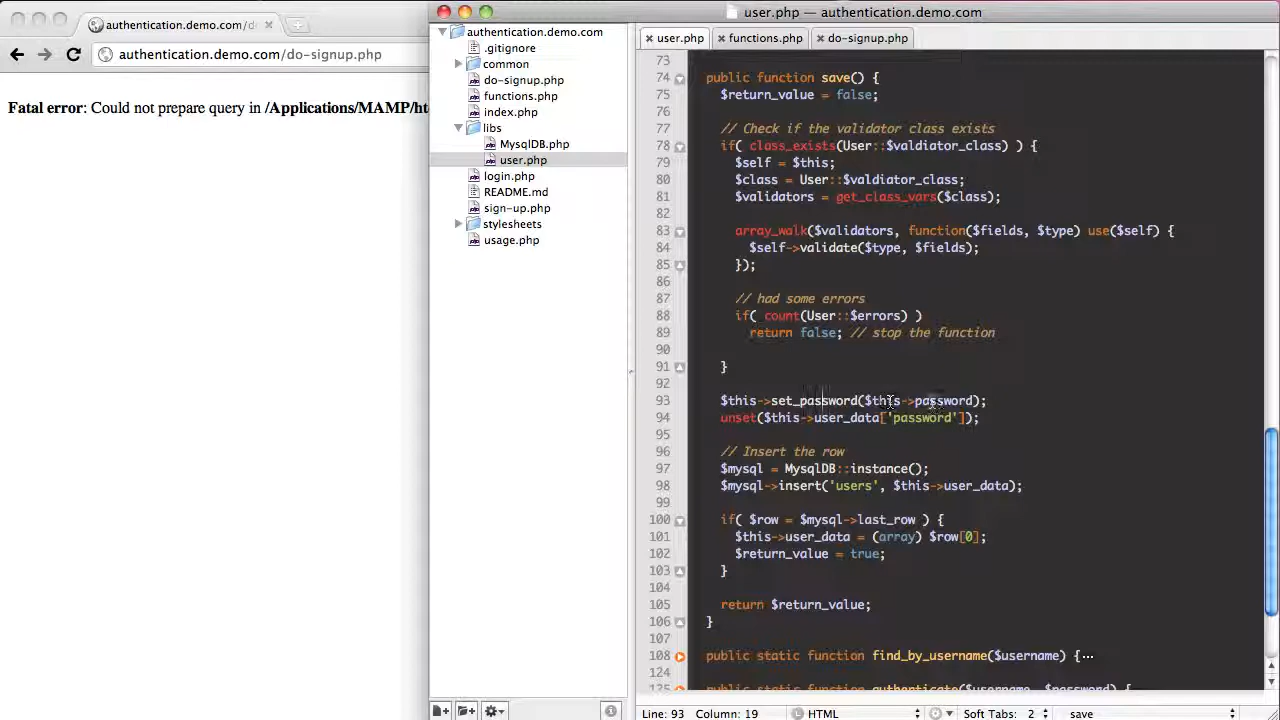 user.php — authentication.demo.com
authentication.demo.com/d
authentication.demo.com/do-signup.php
Fatal error: Could not prepare query in /Applications/MAMP/ht
authentication.demo.com
.gitignore
common
do-signup.php
functions.php
index.php
libs
MysqlDB.php
user.php
login.php
README.md
sign-up.php
stylesheets
usage.php
user.php functions.php do-signup.php
73
74 public function save() {
75 $return_value = false;
76
77 // Check if the validator class exists
78 if( class_exists(User::$valdiator_class) ) {
79 $self = $this;
80 $class = User::$valdiator_class;
81 $validators = get_class_vars($class);
82
83 array_walk($validators, function($fields, $type) use($self) {
84 $self->validate($type, $fields);
85 });
86
87 // had some errors
88 if( count(User::$errors) )
89 return false; // stop the function
90
91 }
92
93 $this->set_password($this->password);
94 unset($this->user_data['password']);
95
96 // Insert the row
97 $mysql = MysqlDB::instance();
98 $mysql->insert('users', $this->user_data);
99
100 if( $row = $mysql->last_row ) {
101 $this->user_data = (array) $row[0];
102 $return_value = true;
103 }
104
105 return $return_value;
106 }
107
108 public static function find_by_username($username) {…
124
125 public static function authenticate($username, $password) {
Line: 93 Column: 19 HTML Soft Tabs: 2 save